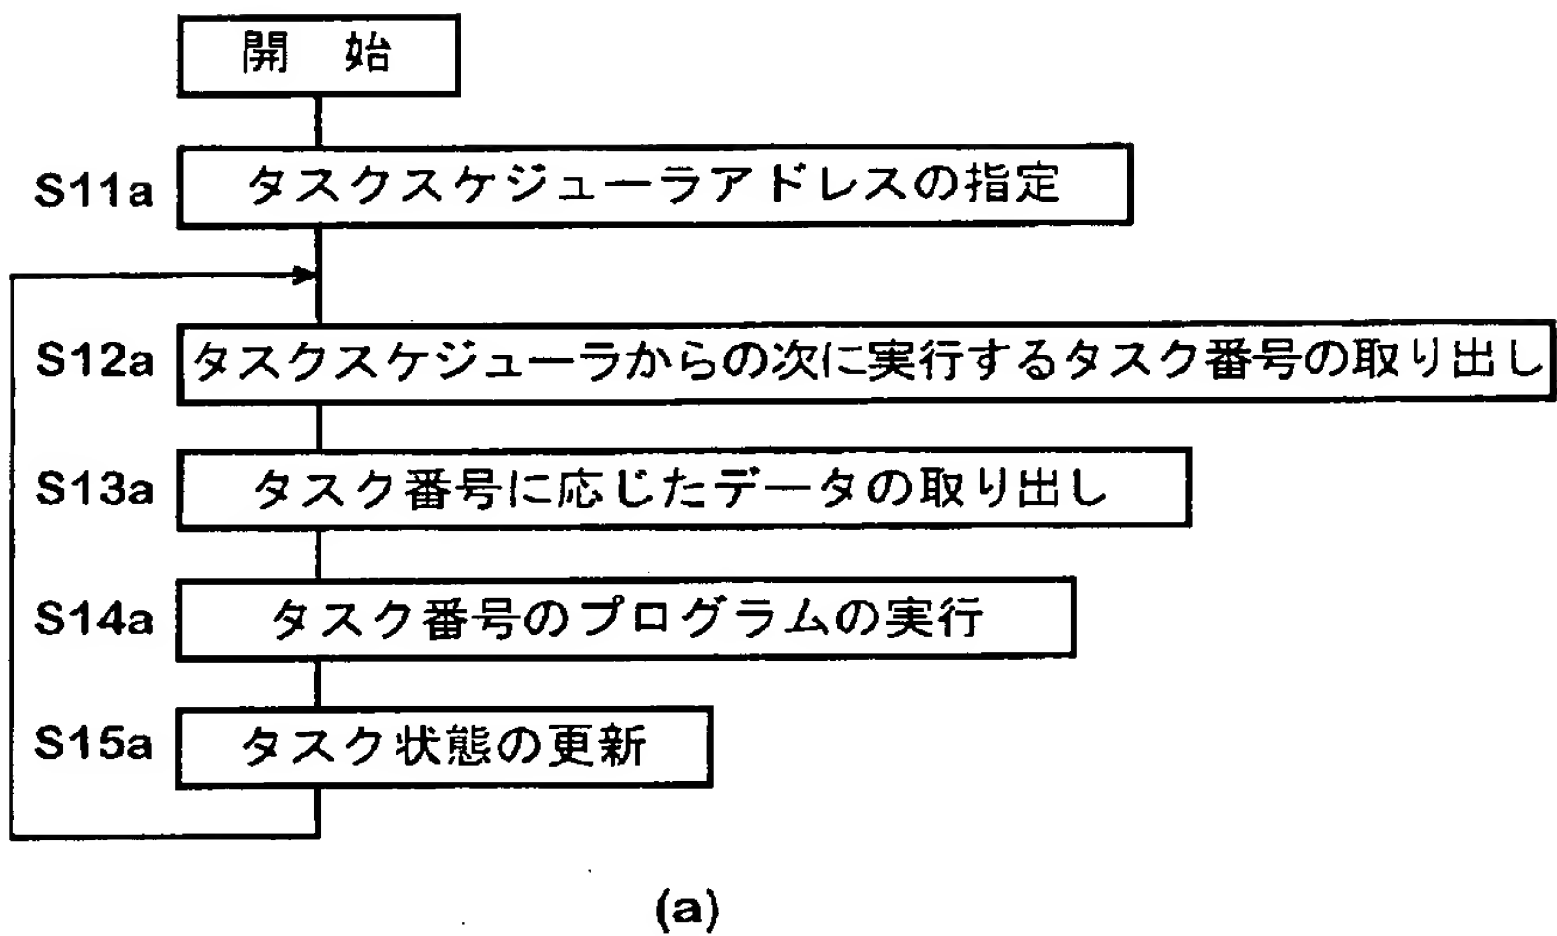 開 始
S11a タスクスケジューラアドレスの指定
S12a タスクスケジューラからの次に実行するタスク番号の取り出し
S13a タスク番号に応じたデータの取り出し
S14a タスク番号のプログラムの実行
S15a タスク状態の更新
(a)